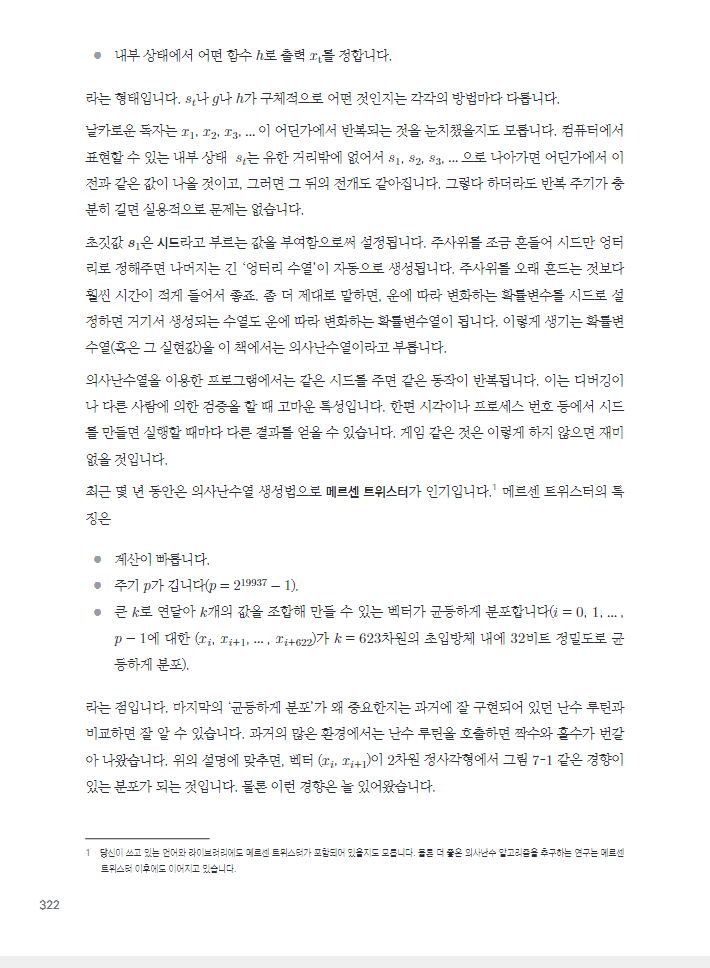 ● 내부 상태에서 어떤 함수 h로 출력 xₜ를 정합니다.
라는 형태입니다. sₜ나 g나 h가 구체적으로 어떤 것인지는 각각의 방법마다 다릅니다.
날카로운 독자는 x₁, x₂, x₃, ... 이 어딘가에서 반복되는 것을 눈치챘을지도 모릅니다. 컴퓨터에서
표현할 수 있는 내부 상태 sₜ는 유한 거리밖에 없어서 s₁, s₂, s₃, ... 으로 나아가면 어딘가에서 이
전과 같은 값이 나올 것이고, 그러면 그 뒤의 전개도 같아집니다. 그렇다 하더라도 반복 주기가 충
분히 길면 실용적으로 문제는 없습니다.
초깃값 s₁은 시드라고 부르는 값을 부여함으로써 설정됩니다. 주사위를 조금 흔들어 시드만 엉터
리로 정해주면 나머지는 긴 ‘엉터리 수열’이 자동으로 생성됩니다. 주사위를 오래 흔드는 것보다
훨씬 시간이 적게 들어서 좋죠. 좀 더 제대로 말하면, 운에 따라 변화하는 확률변수를 시드로 설
정하면 거기서 생성되는 수열도 운에 따라 변화하는 확률변수열이 됩니다. 이렇게 생기는 확률변
수열(혹은 그 실현값)을 이 책에서는 의사난수열이라고 부릅니다.
의사난수열을 이용한 프로그램에서는 같은 시드를 주면 같은 동작이 반복됩니다. 이는 디버깅이
나 다른 사람에 의한 검증을 할 때 고마운 특성입니다. 한편 시각이나 프로세스 번호 등에서 시드
를 만들면 실행할 때마다 다른 결과를 얻을 수 있습니다. 게임 같은 것은 이렇게 하지 않으면 재미
없을 것입니다.
최근 몇 년 동안은 의사난수열 생성법으로 메르센 트위스터가 인기입니다.¹ 메르센 트위스터의 특
징은
● 계산이 빠릅니다.
● 주기 p가 깁니다(p = 2¹⁹⁹³⁷ − 1).
● 큰 k로 연달아 k개의 값을 조합해 만들 수 있는 벡터가 균등하게 분포합니다(i = 0, 1, ... ,
p − 1에 대한 (xᵢ, xᵢ₊₁, ... , xᵢ₊₆₂₂)가 k = 623차원의 초입방체 내에 32비트 정밀도로 균
등하게 분포).
라는 점입니다. 마지막의 ‘균등하게 분포’가 왜 중요한지는 과거에 잘 구현되어 있던 난수 루틴과
비교하면 잘 알 수 있습니다. 과거의 많은 환경에서는 난수 루틴을 호출하면 짝수와 홀수가 번갈
아 나왔습니다. 위의 설명에 맞추면, 벡터 (xᵢ, xᵢ₊₁)이 2차원 정사각형에서 그림 7-1 같은 경향이
있는 분포가 되는 것입니다. 물론 이런 경향은 늘 있어왔습니다.
1 당신이 쓰고 있는 언어와 라이브러리에도 메르센 트위스터가 포함되어 있을지도 모릅니다. 물론 더 좋은 의사난수 알고리즘을 추구하는 연구는 메르센
트위스터 이후에도 이어지고 있습니다.
322